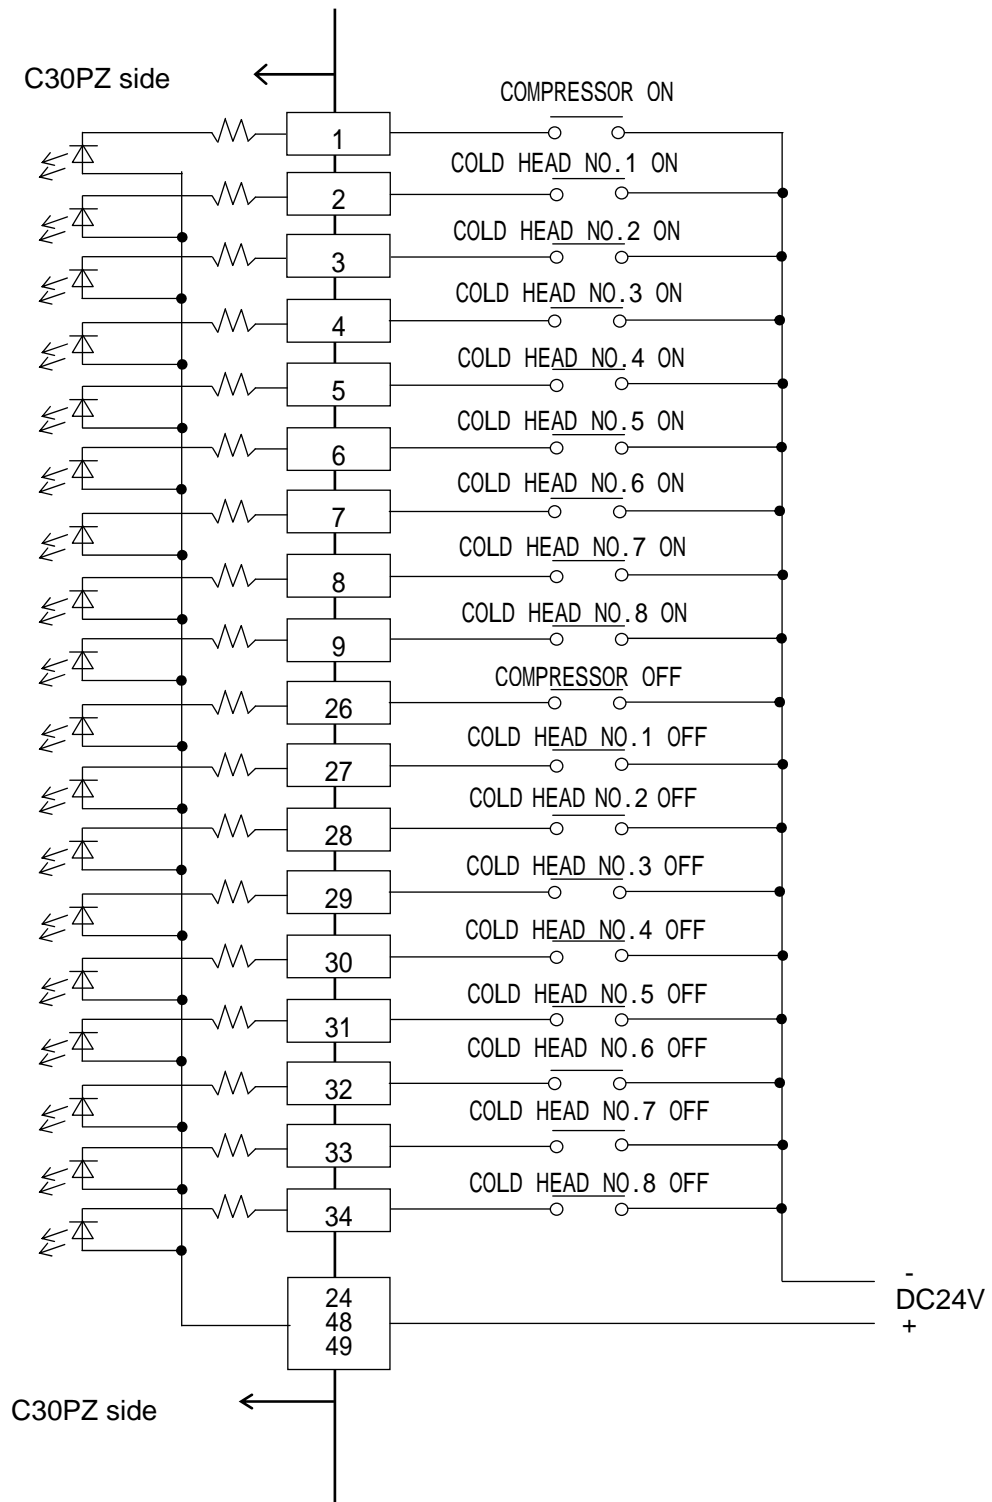 C30PZ side
COMPRESSOR ON
1
COLD HEAD NO.1 ON
2
COLD HEAD NO.2 ON
3
COLD HEAD NO.3 ON
4
COLD HEAD NO.4 ON
5
COLD HEAD NO.5 ON
6
COLD HEAD NO.6 ON
7
COLD HEAD NO.7 ON
8
COLD HEAD NO.8 ON
9
COMPRESSOR OFF
26
COLD HEAD NO.1 OFF
27
COLD HEAD NO.2 OFF
28
COLD HEAD NO.3 OFF
29
COLD HEAD NO.4 OFF
30
COLD HEAD NO.5 OFF
31
COLD HEAD NO.6 OFF
32
COLD HEAD NO.7 OFF
33
COLD HEAD NO.8 OFF
34
24
48
49
-
DC24V
+
C30PZ side